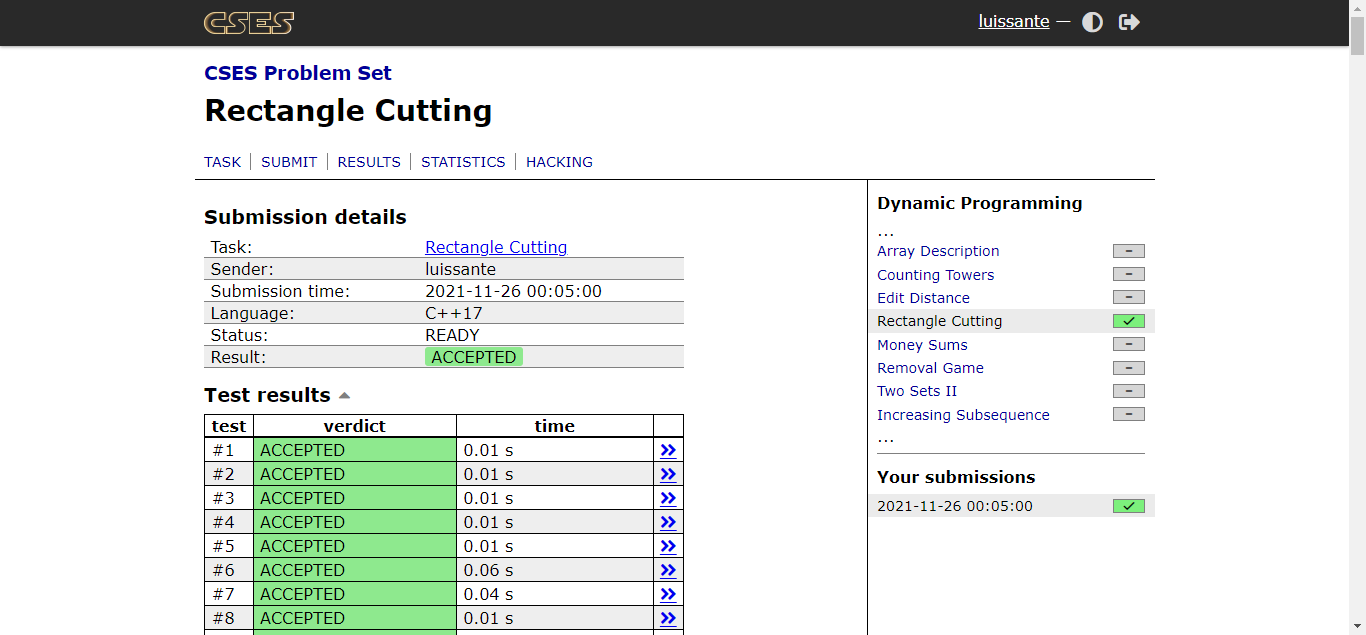 CSES
luissante —
CSES Problem Set
Rectangle Cutting
TASK SUBMIT RESULTS STATISTICS HACKING
Submission details
Task: Rectangle Cutting
Sender: luissante
Submission time: 2021-11-26 00:05:00
Language: C++17
Status: READY
Result: ACCEPTED
Test results
test verdict time
#1 ACCEPTED 0.01 s »
#2 ACCEPTED 0.01 s »
#3 ACCEPTED 0.01 s »
#4 ACCEPTED 0.01 s »
#5 ACCEPTED 0.01 s »
#6 ACCEPTED 0.06 s »
#7 ACCEPTED 0.04 s »
#8 ACCEPTED 0.01 s »
Dynamic Programming
...
Array Description –
Counting Towers –
Edit Distance –
Rectangle Cutting ✓
Money Sums –
Removal Game –
Two Sets II –
Increasing Subsequence –
...
Your submissions
2021-11-26 00:05:00 ✓